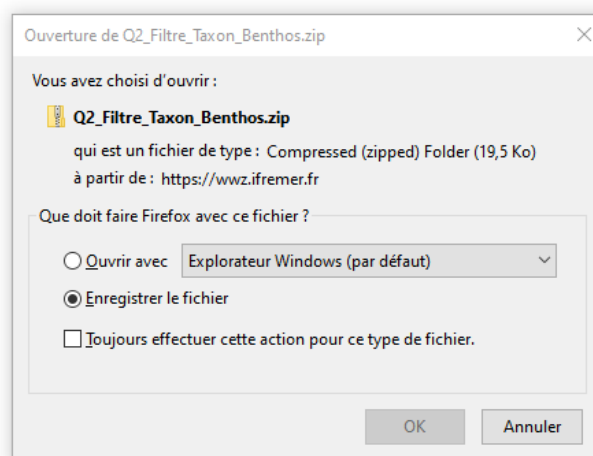 Ouverture de Q2_Filtre_Taxon_Benthos.zip
Vous avez choisi d'ouvrir :
Q2_Filtre_Taxon_Benthos.zip
qui est un fichier de type : Compressed (zipped) Folder (19,5 Ko)
à partir de : https://wwz.ifremer.fr
Que doit faire Firefox avec ce fichier ?
Ouvrir avec Explorateur Windows (par défaut)
Enregistrer le fichier
Toujours effectuer cette action pour ce type de fichier.
OK Annuler